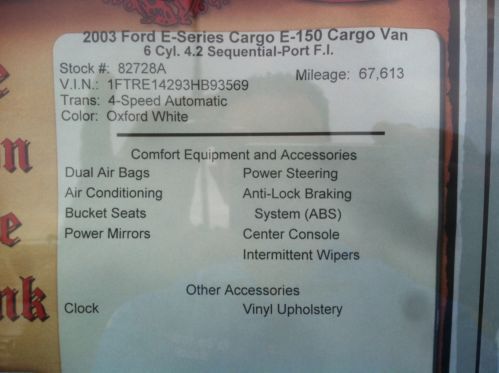 2003 Ford E-Series Cargo E-150 Cargo Van
6 Cyl. 4.2 Sequential-Port F.I.
Stock #: 82728A
Mileage: 67,613
V.I.N.: 1FTRE14293HB93569
Trans: 4-Speed Automatic
Color: Oxford White
Comfort Equipment and Accessories
Dual Air Bags Power Steering
Air Conditioning Anti-Lock Braking
Bucket Seats System (ABS)
Power Mirrors Center Console
Intermittent Wipers
Other Accessories
Clock Vinyl Upholstery